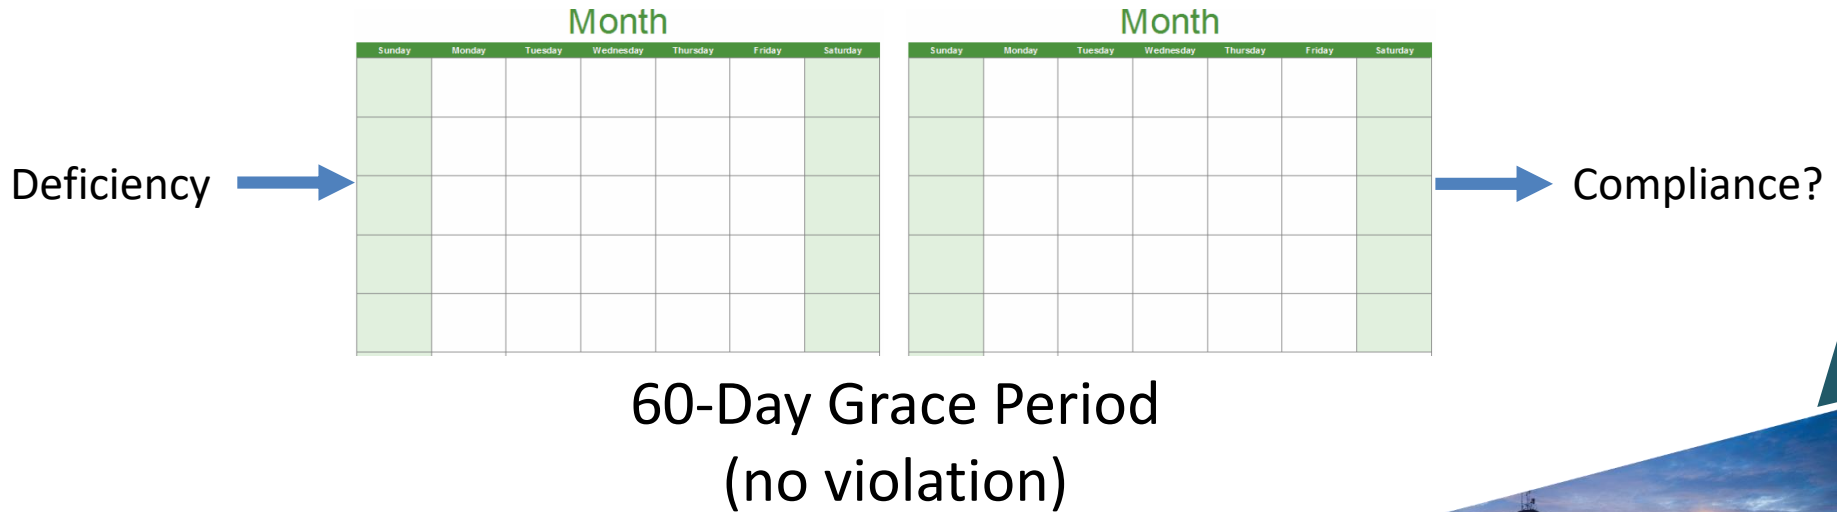 Month Month
Sunday Monday Tuesday Wednesday Thursday Friday Saturday Sunday Monday Tuesday Wednesday Thursday Friday Saturday
Deficiency Compliance?
60-Day Grace Period
(no violation)